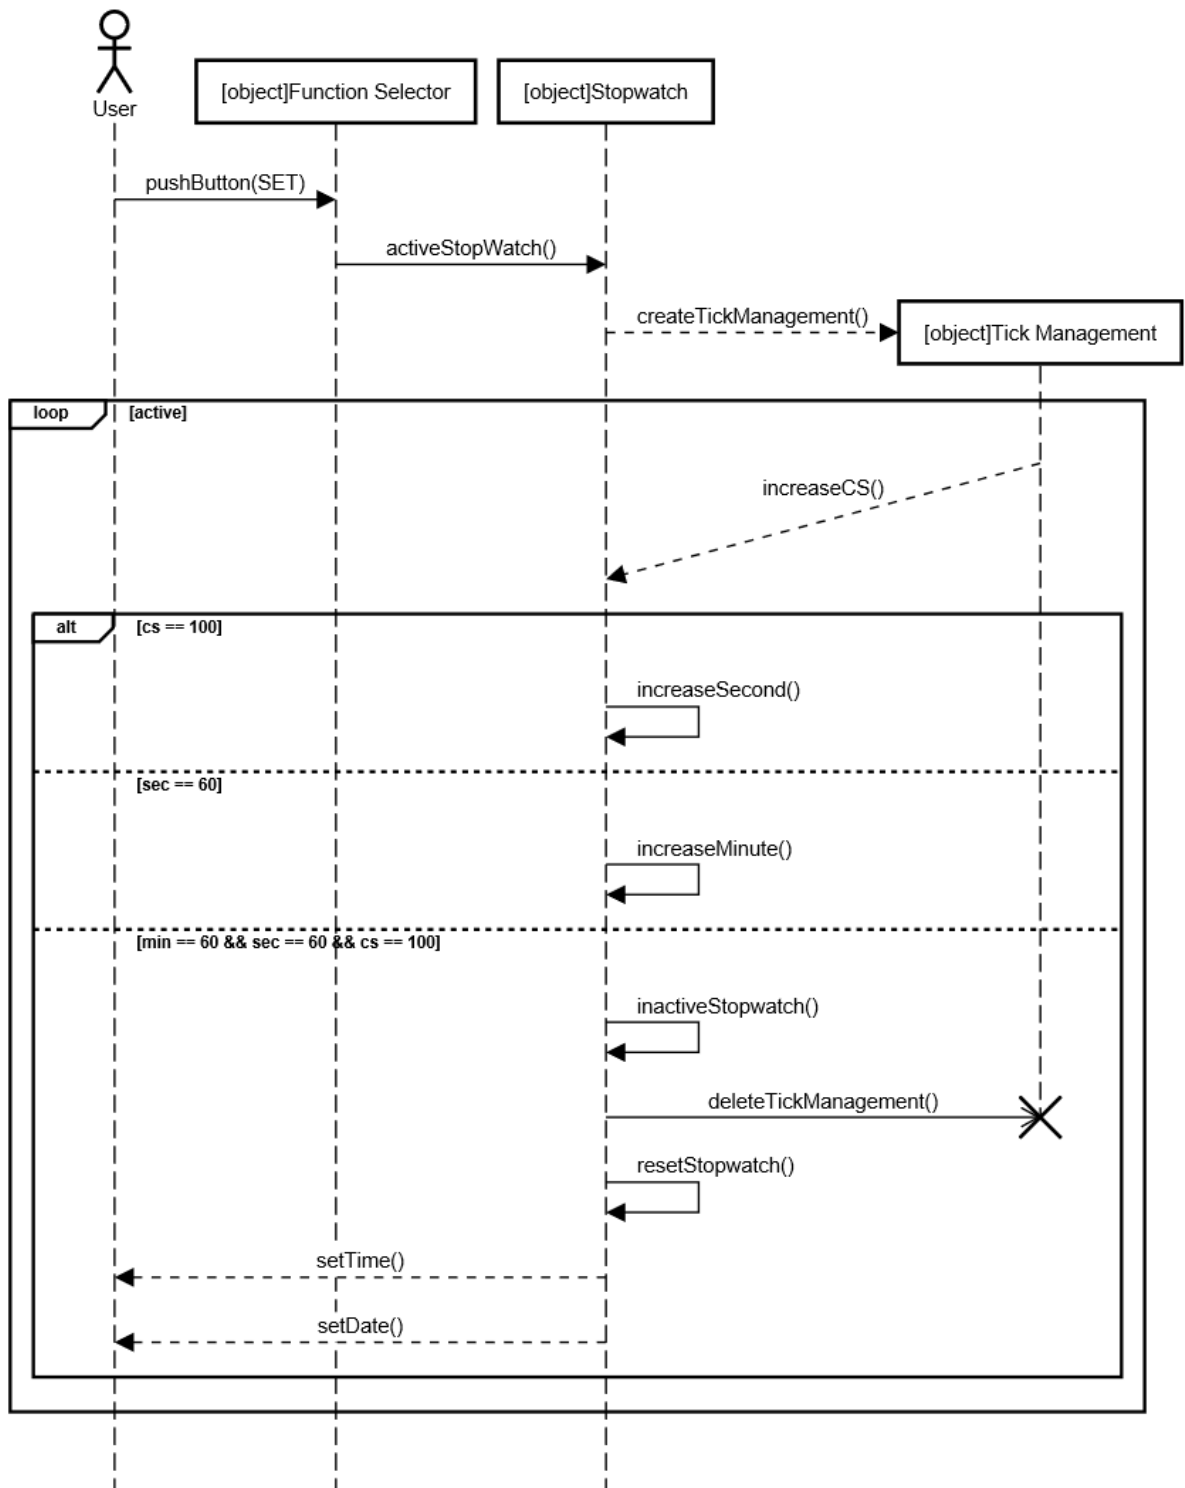 User
[object]Function Selector
[object]Stopwatch
pushButton(SET)
activeStopWatch()
createTickManagement()
[object]Tick Management
loop
[active]
increaseCS()
alt
[cs == 100]
increaseSecond()
[sec == 60]
increaseMinute()
[min == 60 && sec == 60 && cs == 100]
inactiveStopwatch()
deleteTickManagement()
resetStopwatch()
setTime()
setDate()